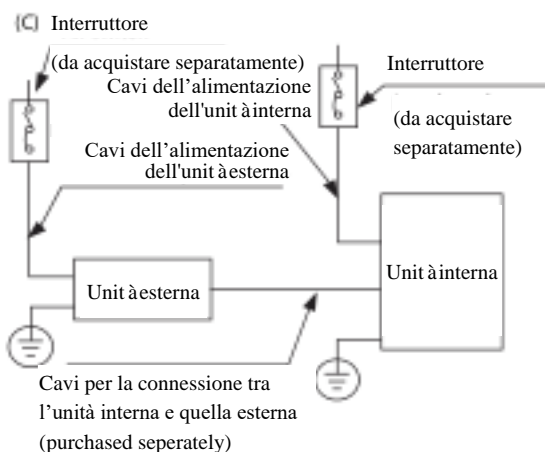 (C) Interruttore
(da acquistare separatamente)
Cavi dell’alimentazione
dell'unit à interna
Interruttore
(da acquistare
separatamente)
Cavi dell’alimentazione
dell'unit à esterna
Unit à esterna
Unit à interna
Cavi per la connessione tra
l’unità interna e quella esterna
(purchased seperately)